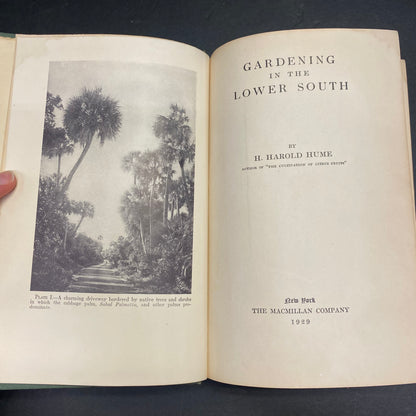 Plate I.—A charming driveway bordered by native trees and shrubs
in which the cabbage palm, Sabal Palmetto, and other palms pre-
dominate.
GARDENING
IN THE
LOWER SOUTH
BY
H. HAROLD HUME
AUTHOR OF "THE CULTIVATION OF CITRUS FRUITS"
New York
THE MACMILLAN COMPANY
1929